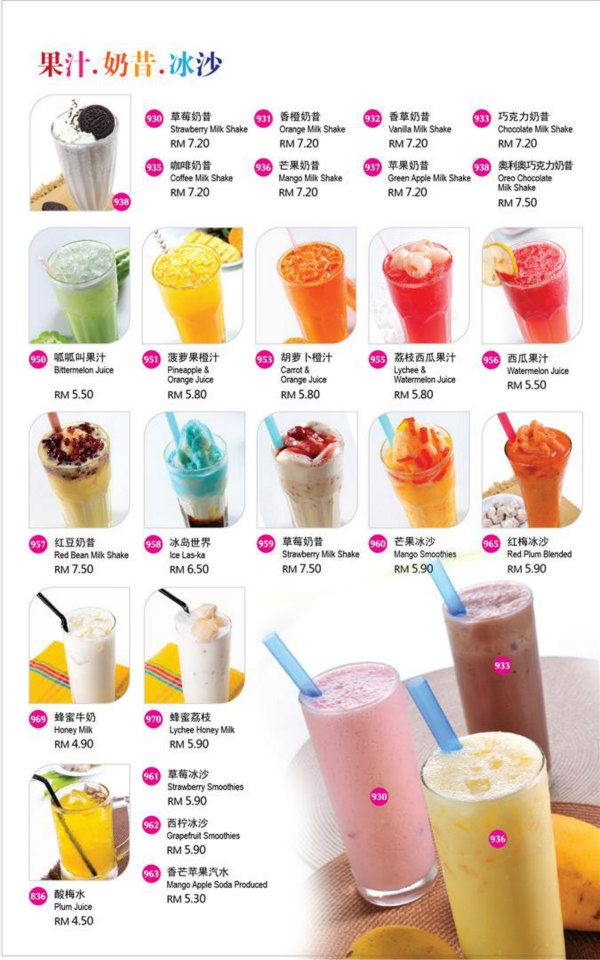 果汁.奶昔.冰沙
938
930 草莓奶昔
Strawberry Milk Shake
RM 7.20
931 香橙奶昔
Orange Milk Shake
RM 7.20
932 香草奶昔
Vanilla Milk Shake
RM 7.20
933 巧克力奶昔
Chocolate Milk Shake
RM 7.20
935 咖啡奶昔
Coffee Milk Shake
RM 7.20
936 芒果奶昔
Mango Milk Shake
RM 7.20
937 苹果奶昔
Green Apple Milk Shake
RM 7.20
938 奥利奥巧克力奶昔
Oreo Chocolate
Milk Shake
RM 7.50
950 呱呱叫果汁
Bittermelon Juice
RM 5.50
951 菠萝果橙汁
Pineapple &
Orange Juice
RM 5.80
953 胡萝卜橙汁
Carrot &
Orange Juice
RM 5.80
955 荔枝西瓜果汁
Lychee &
Watermelon Juice
RM 5.80
956 西瓜果汁
Watermelon Juice
RM 5.50
957 红豆奶昔
Red Bean Milk Shake
RM 7.50
958 冰岛世界
Ice Las-ka
RM 6.50
959 草莓奶昔
Strawberry Milk Shake
RM 7.50
960 芒果冰沙
Mango Smoothies
RM 5.90
965 红梅冰沙
Red Plum Blended
RM 5.90
969 蜂蜜牛奶
Honey Milk
RM 4.90
970 蜂蜜荔枝
Lychee Honey Milk
RM 5.90
961 草莓冰沙
Strawberry Smoothies
RM 5.90
962 西柠冰沙
Grapefruit Smoothies
RM 5.90
963 香芒苹果汽水
Mango Apple Soda Produced
RM 5.30
836 酸梅水
Plum Juice
RM 4.50
933
930
936